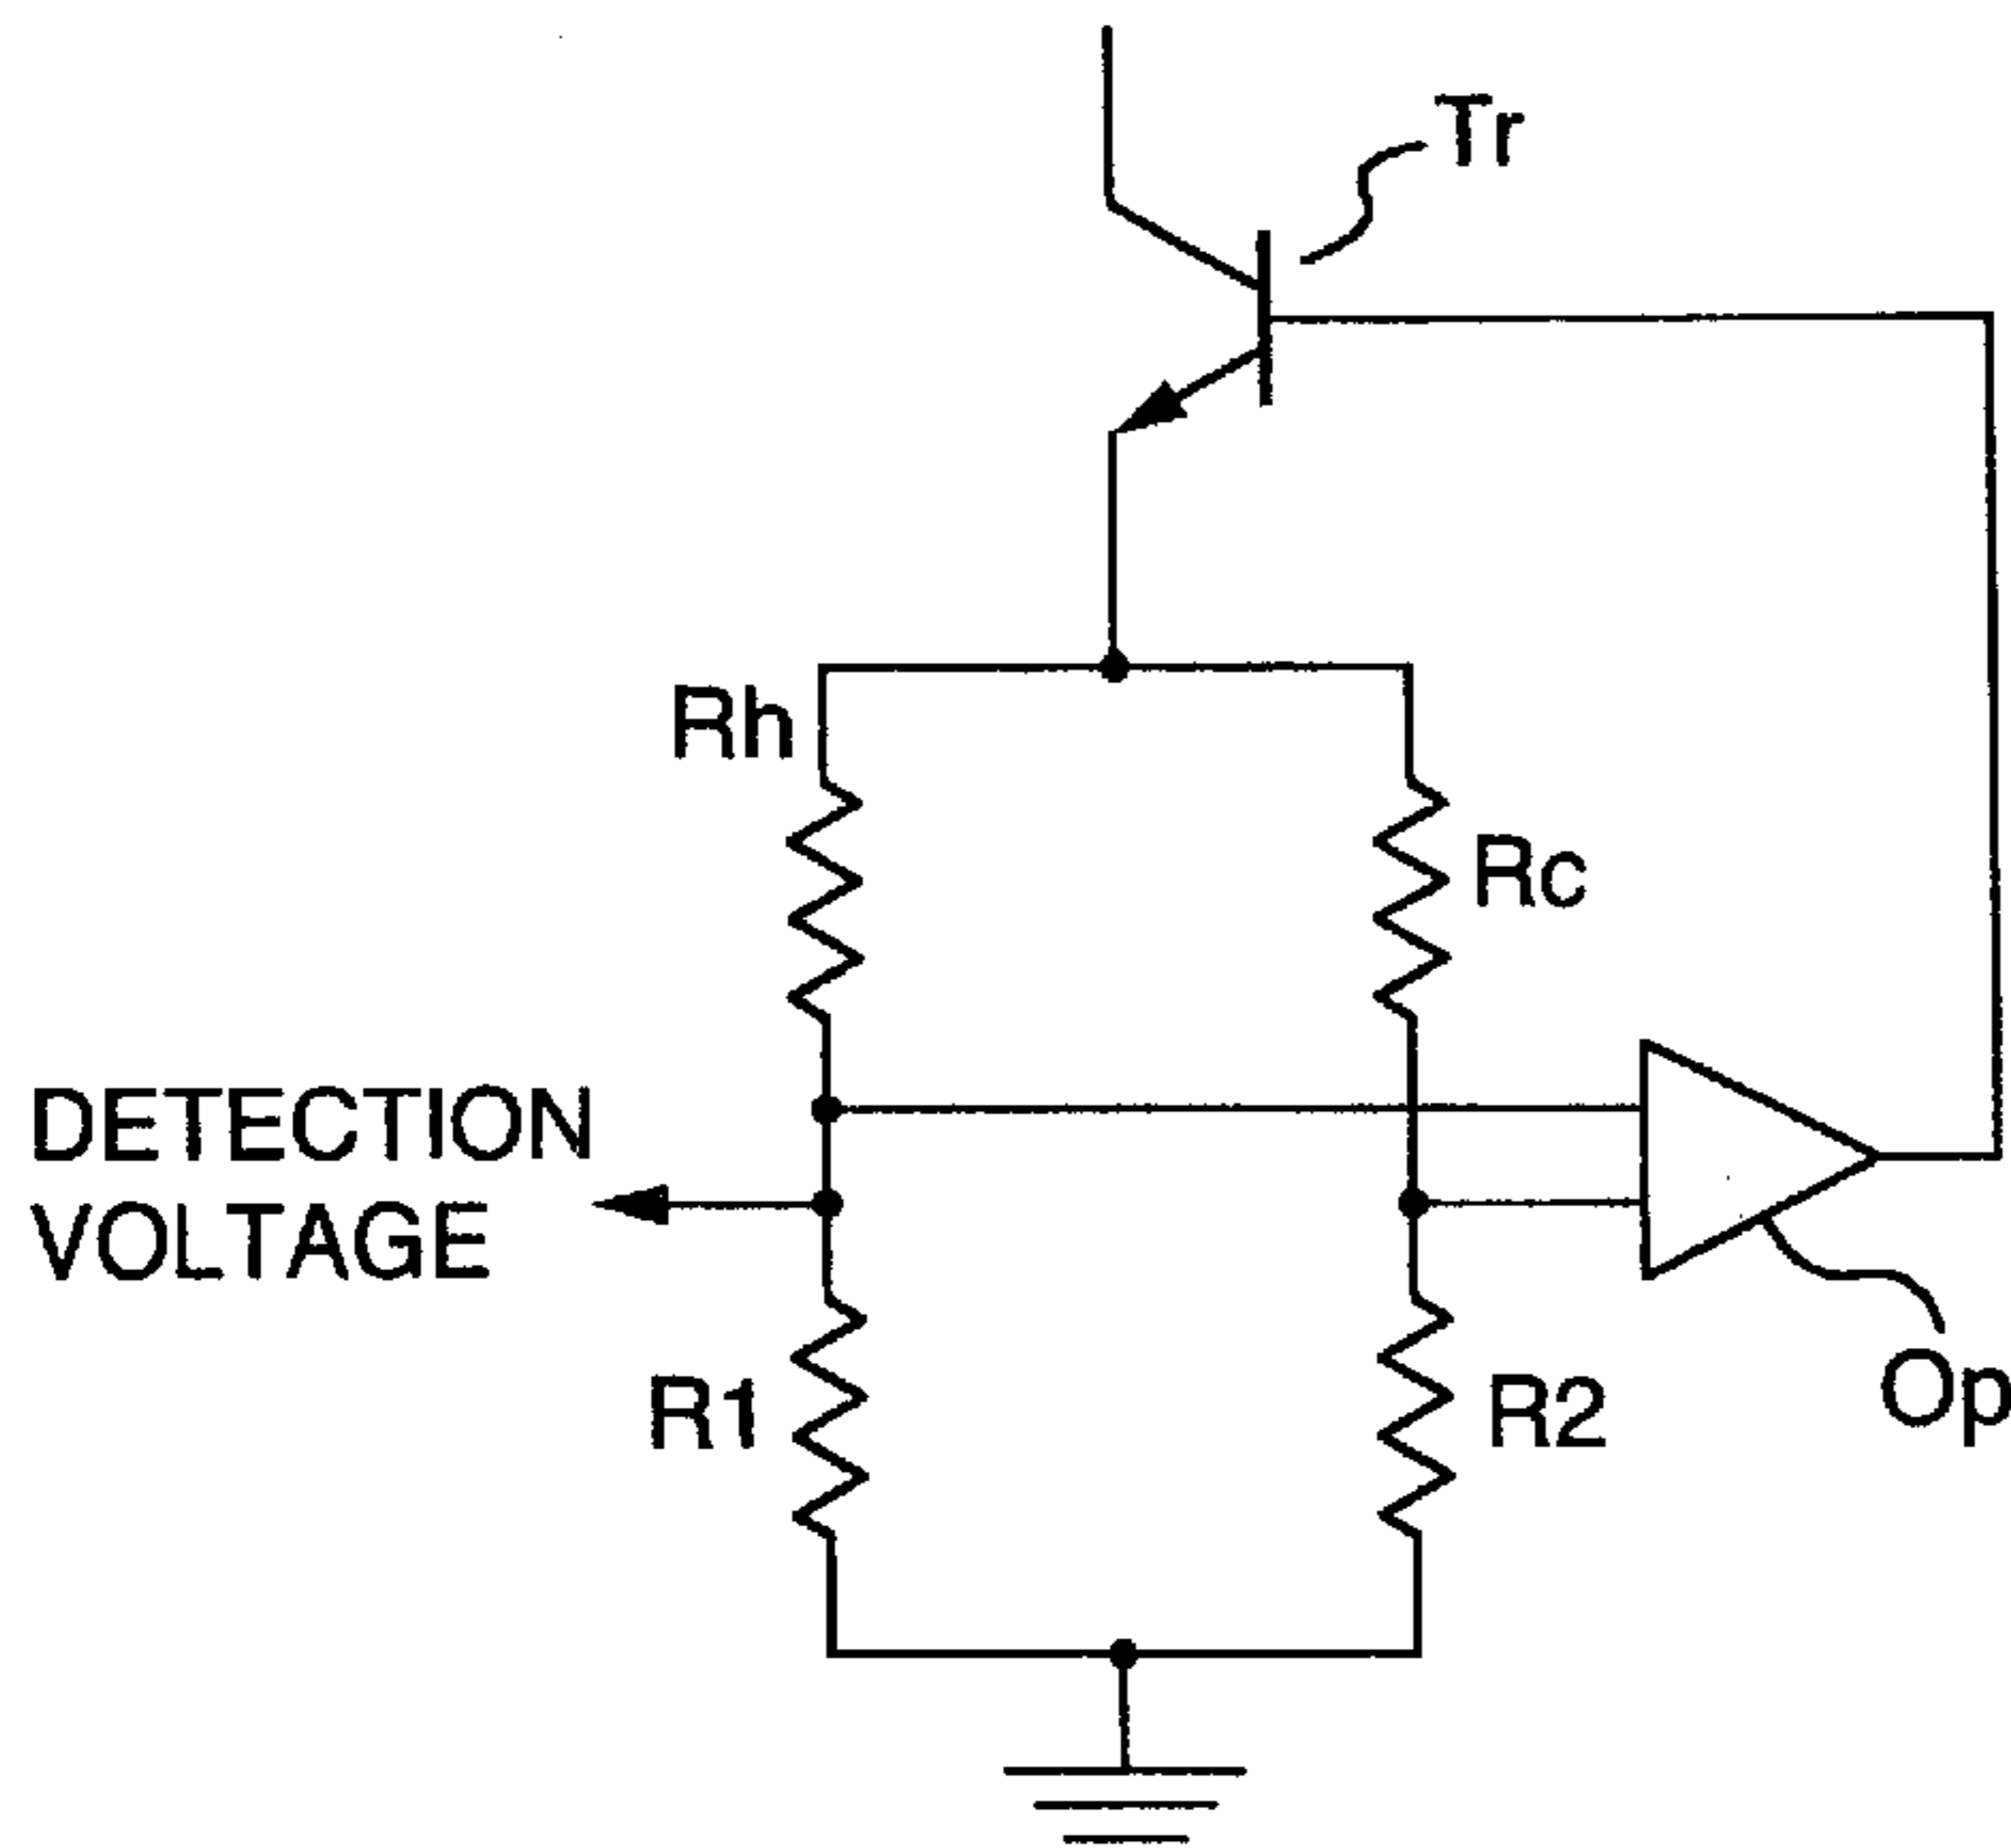 Tr
Rh
Rc
DETECTION
VOLTAGE
R1
R2
Op